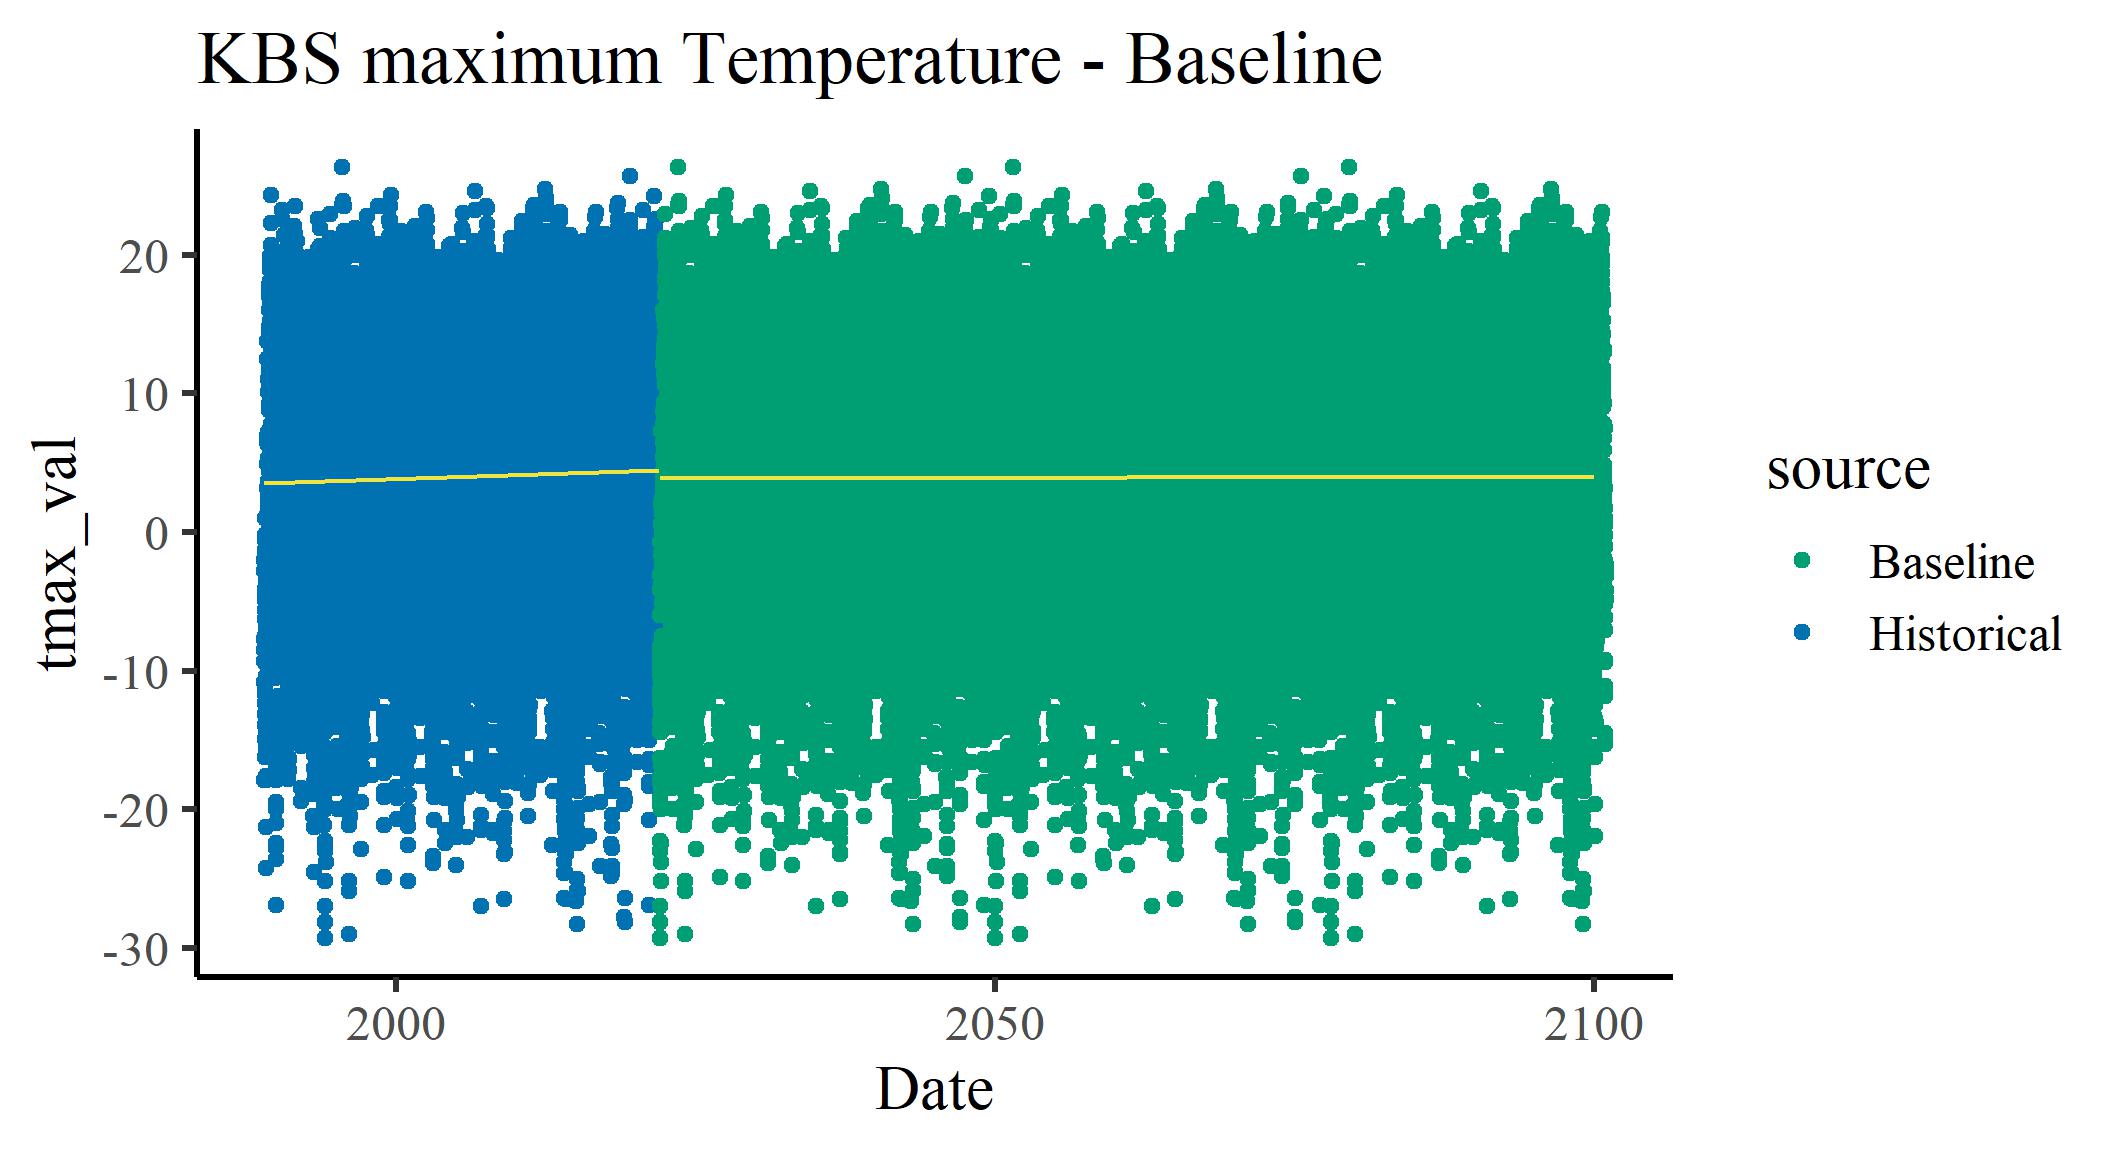 KBS maximum Temperature - Baseline
tmax_val
20
10
0
-10
-20
-30
2000
2050
2100
Date
source
Baseline
Historical